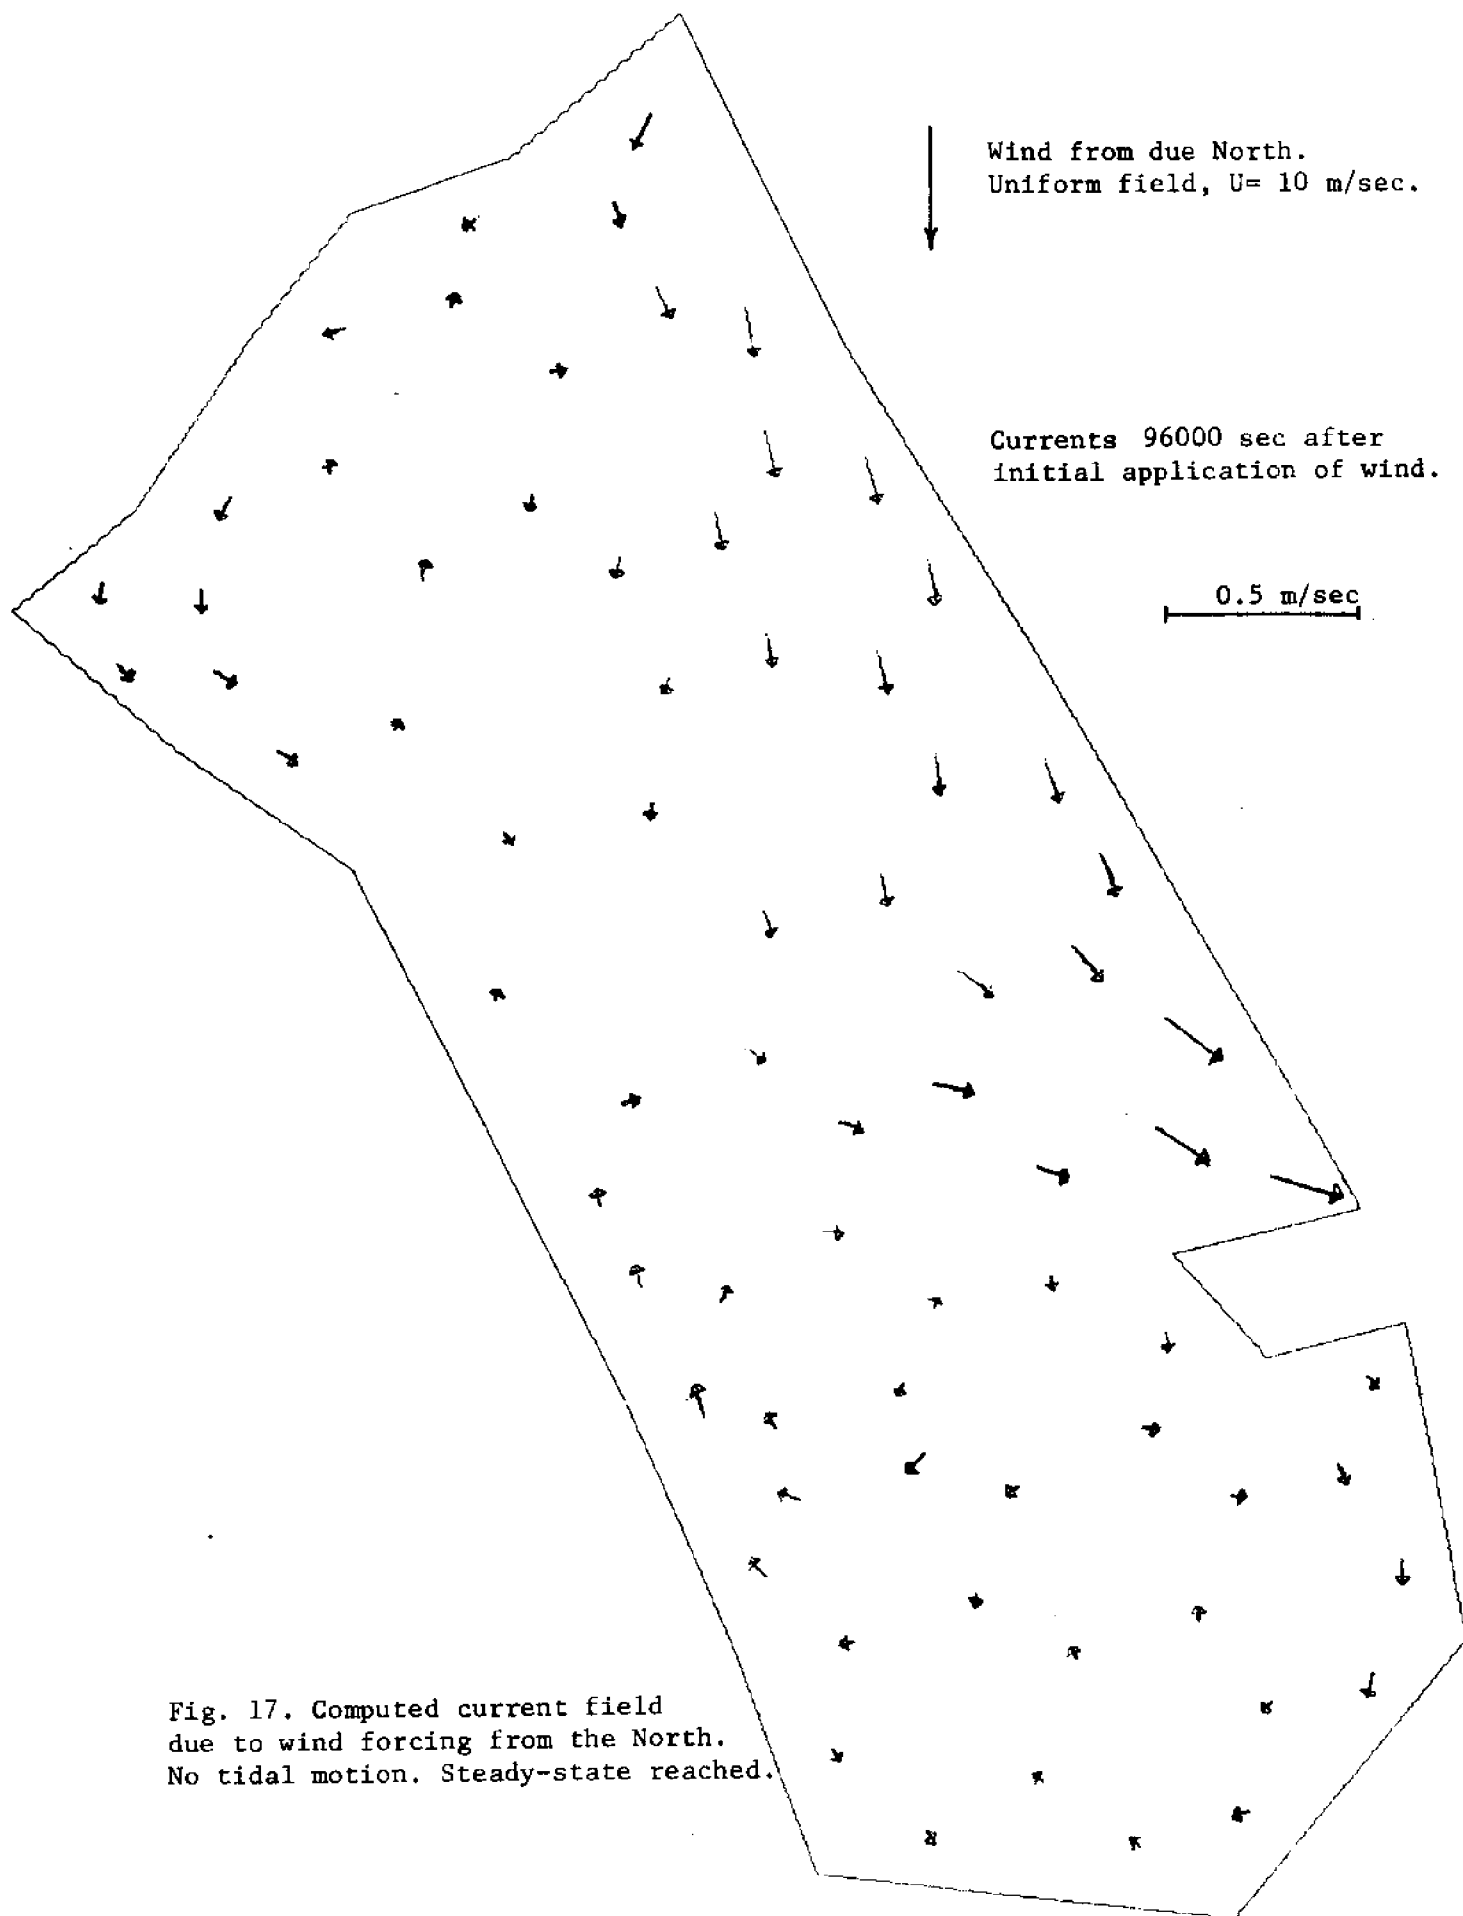 Wind from due North.
Uniform field, U= 10 m/sec.
Currents 96000 sec after
initial application of wind.
0.5 m/sec
Fig. 17. Computed current field
due to wind forcing from the North.
No tidal motion. Steady-state reached.